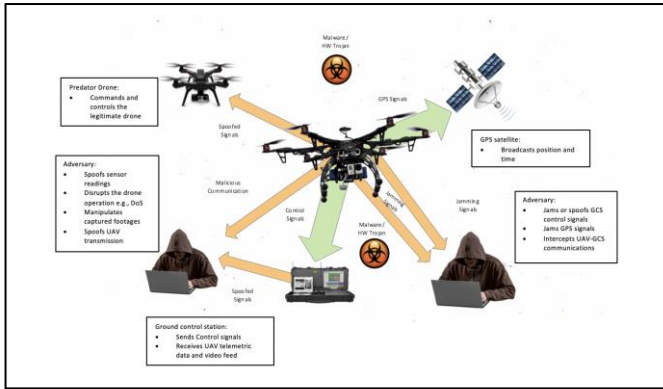 Malware/
HW Trojan
Predator Drone:
• Commands and
controls the
legitimate drone
Spoofed
Signals
GPS Signals
GPS satellite:
• Broadcasts position and
time
Adversary:
• Spoofs sensor
readings
• Disrupts the drone
operation e.g., DoS
• Manipulates
captured footages
• Spoofs UAV
transmission
Malicious
Communication
Control
Signals
Jamming
Signals
Malware/
HW Trojan
Jamming
Signals
Adversary:
• Jams or spoofs GCS
control signals
• Jams GPS signals
• Intercepts UAV-GCS
communications
Spoofed
Signals
Ground control station:
• Sends Control signals
• Receives UAV telemetric
data and video feed